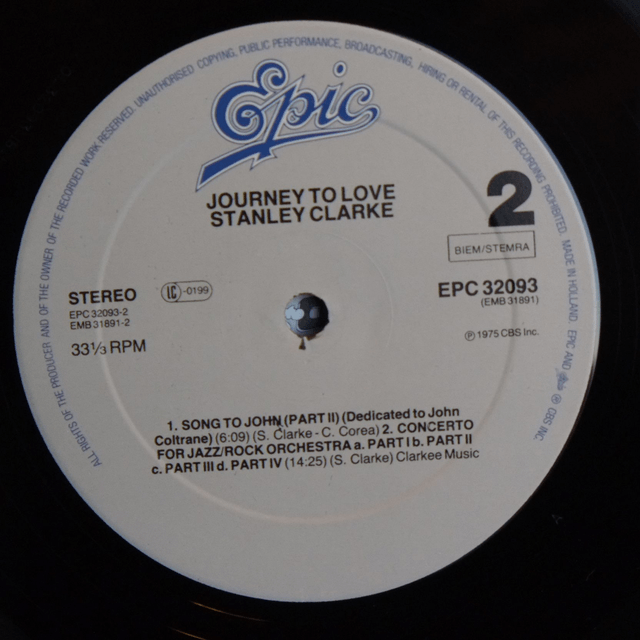 ALL RIGHTS OF THE PRODUCER AND OF THE OWNER OF THE RECORDED WORK RESERVED. UNAUTHORISED COPYING, PUBLIC PERFORMANCE, BROADCASTING, HIRING OR RENTAL OF THIS RECORDING PROHIBITED. MADE IN HOLLAND. EPIC AND ARE CBS INC.
Epic
JOURNEY TO LOVE
STANLEY CLARKE
2
BIEM/STEMRA
STEREO
LC-0199
EPC 32093
(EMB 31891)
EPC 32093-2
EMB 31891-2
33⅓ RPM
Ⓟ 1975 CBS Inc.
1. SONG TO JOHN (PART II) (Dedicated to John
Coltrane) (6:09) (S. Clarke - C. Corea) 2. CONCERTO
FOR JAZZ/ROCK ORCHESTRA a. PART I b. PART II
c. PART III d. PART IV (14:25) (S. Clarke) Clarkee Music